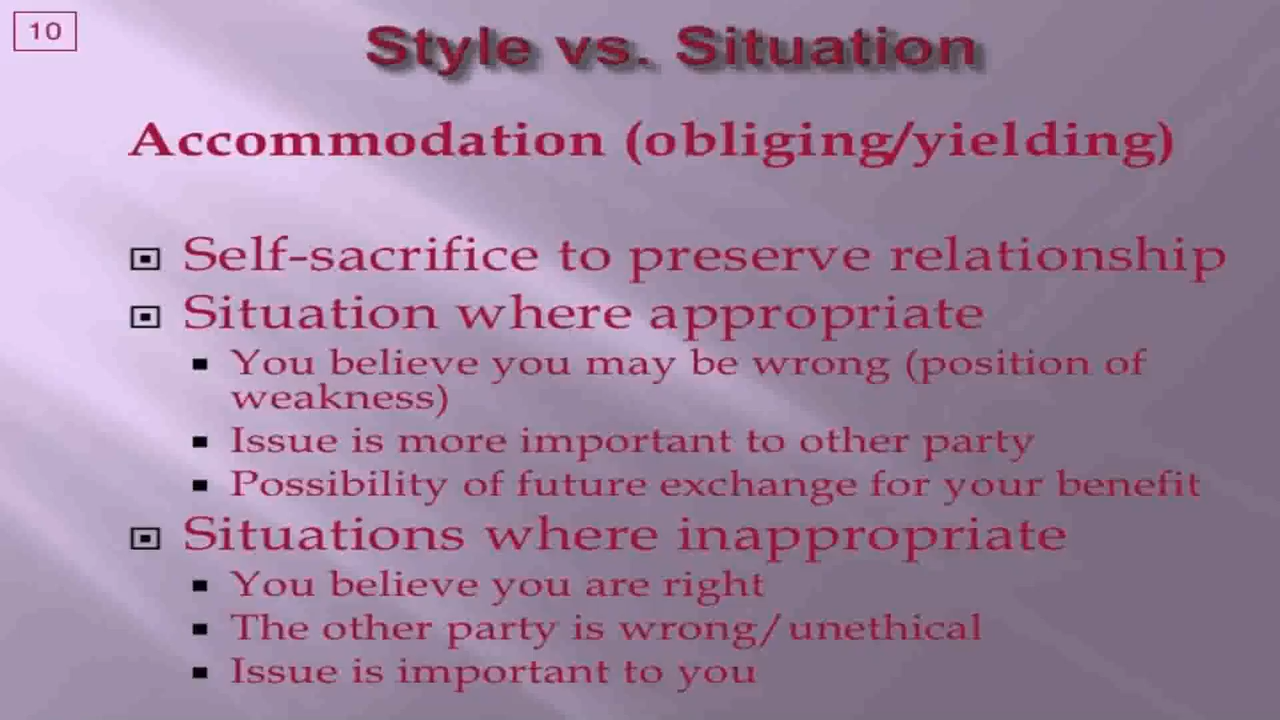 10
Style vs. Situation
Accommodation (obliging/yielding)
Self-sacrifice to preserve relationship
Situation where appropriate
You believe you may be wrong (position of
weakness)
Issue is more important to other party
Possibility of future exchange for your benefit
Situations where inappropriate
You believe you are right
The other party is wrong/unethical
Issue is important to you